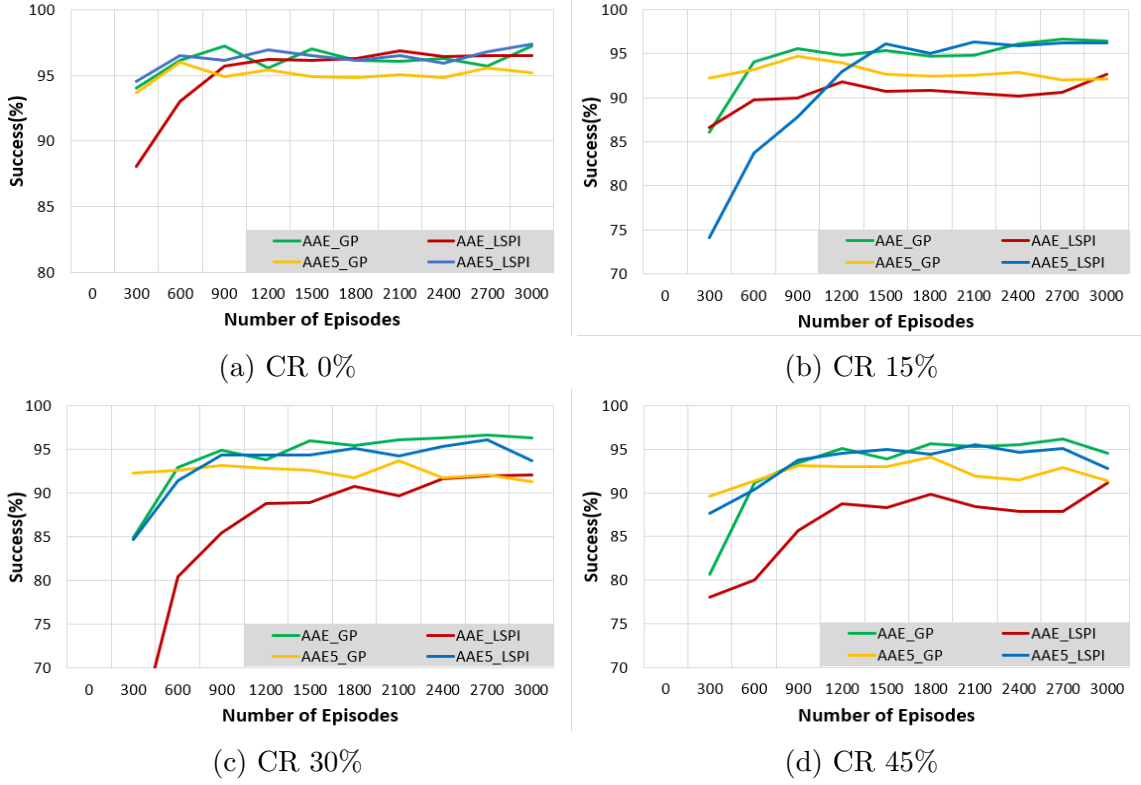 100
95
90
85
80
Success(%)
AAE_GP AAE_LSPI
AAE5_GP AAE5_LSPI
0 300 600 900 1200 1500 1800 2100 2400 2700 3000
Number of Episodes
(a) CR 0%
100
95
90
85
80
75
70
Success(%)
AAE_GP AAE_LSPI
AAE5_GP AAE5_LSPI
0 300 600 900 1200 1500 1800 2100 2400 2700 3000
Number of Episodes
(b) CR 15%
100
95
90
85
80
75
70
Success(%)
AAE_GP AAE_LSPI
AAE5_GP AAE5_LSPI
0 300 600 900 1200 1500 1800 2100 2400 2700 3000
Number of Episodes
(c) CR 30%
100
95
90
85
80
75
70
Success(%)
AAE_GP AAE_LSPI
AAE5_GP AAE5_LSPI
0 300 600 900 1200 1500 1800 2100 2400 2700 3000
Number of Episodes
(d) CR 45%